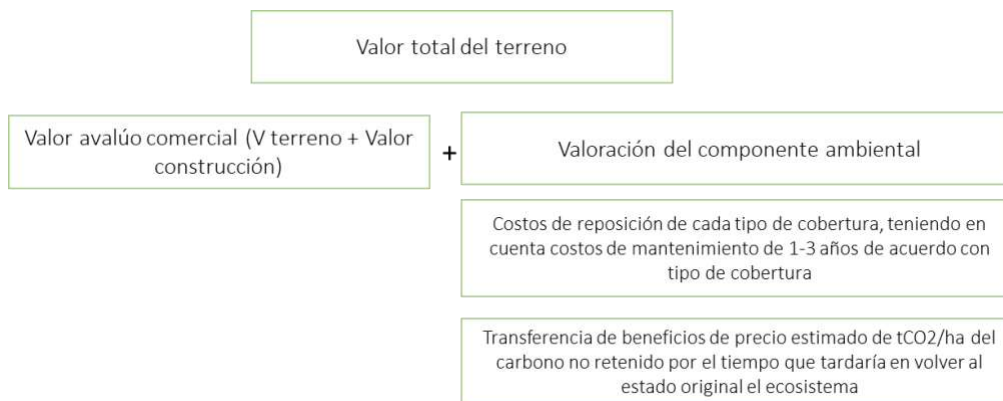 Valor total del terreno
Valor avalúo comercial (V terreno + Valor
construcción)
+
Valoración del componente ambiental
Costos de reposición de cada tipo de cobertura, teniendo en
cuenta costos de mantenimiento de 1-3 años de acuerdo con
tipo de cobertura
Transferencia de beneficios de precio estimado de tCO2/ha del
carbono no retenido por el tiempo que tardaría en volver al
estado original el ecosistema